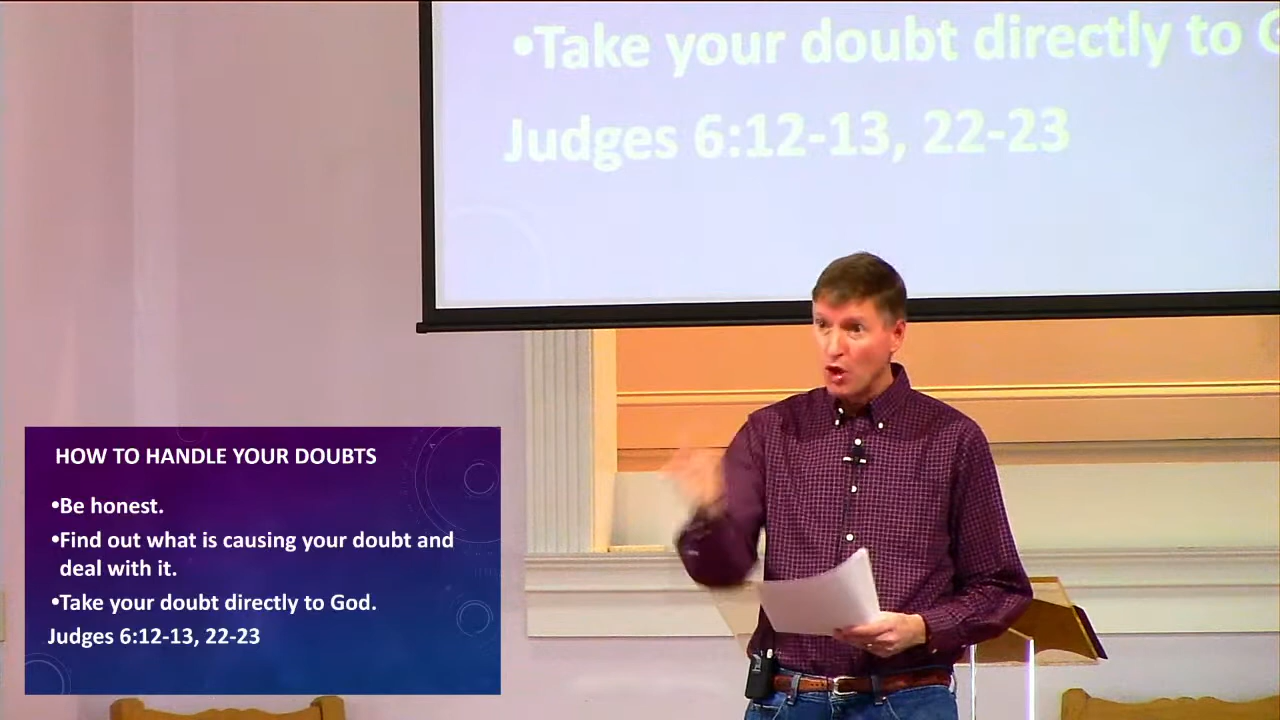 •Take your doubt directly to
Judges 6:12-13, 22-23
HOW TO HANDLE YOUR DOUBTS
•Be honest.
•Find out what is causing your doubt and
deal with it.
•Take your doubt directly to God.
Judges 6:12-13, 22-23